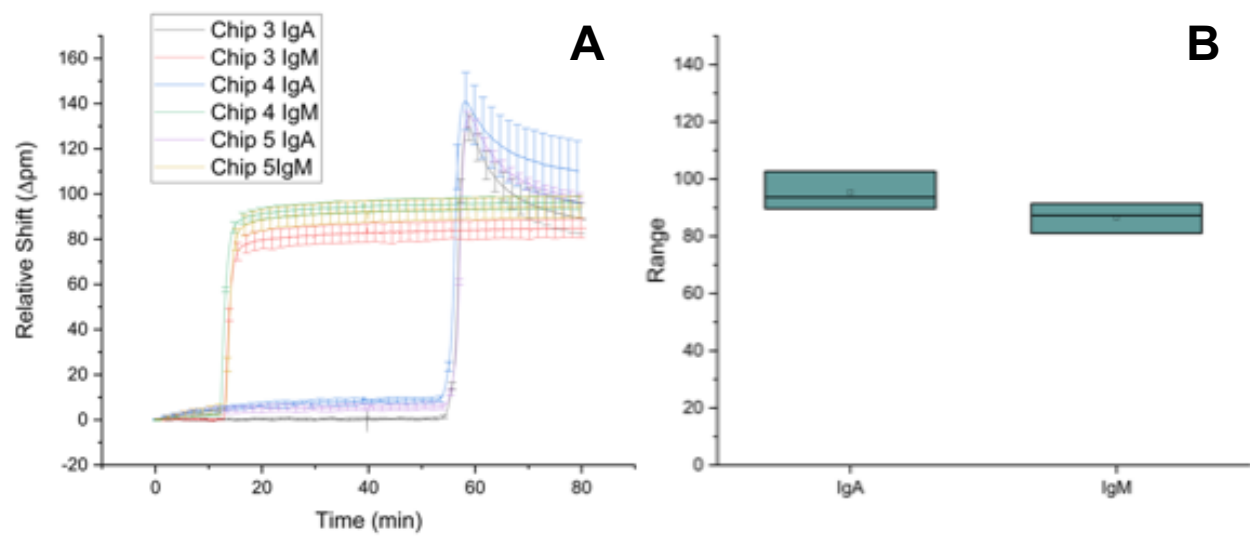 Chip 3 IgA
Chip 3 IgM
Chip 4 IgA
Chip 4 IgM
Chip 5 IgA
Chip 5IgM
A
160
140
120
100
80
60
40
20
0
-20
Relative Shift (Δpm)
0 20 40 60 80
Time (min)
B
140
120
100
80
60
40
20
0
Range
IgA IgM